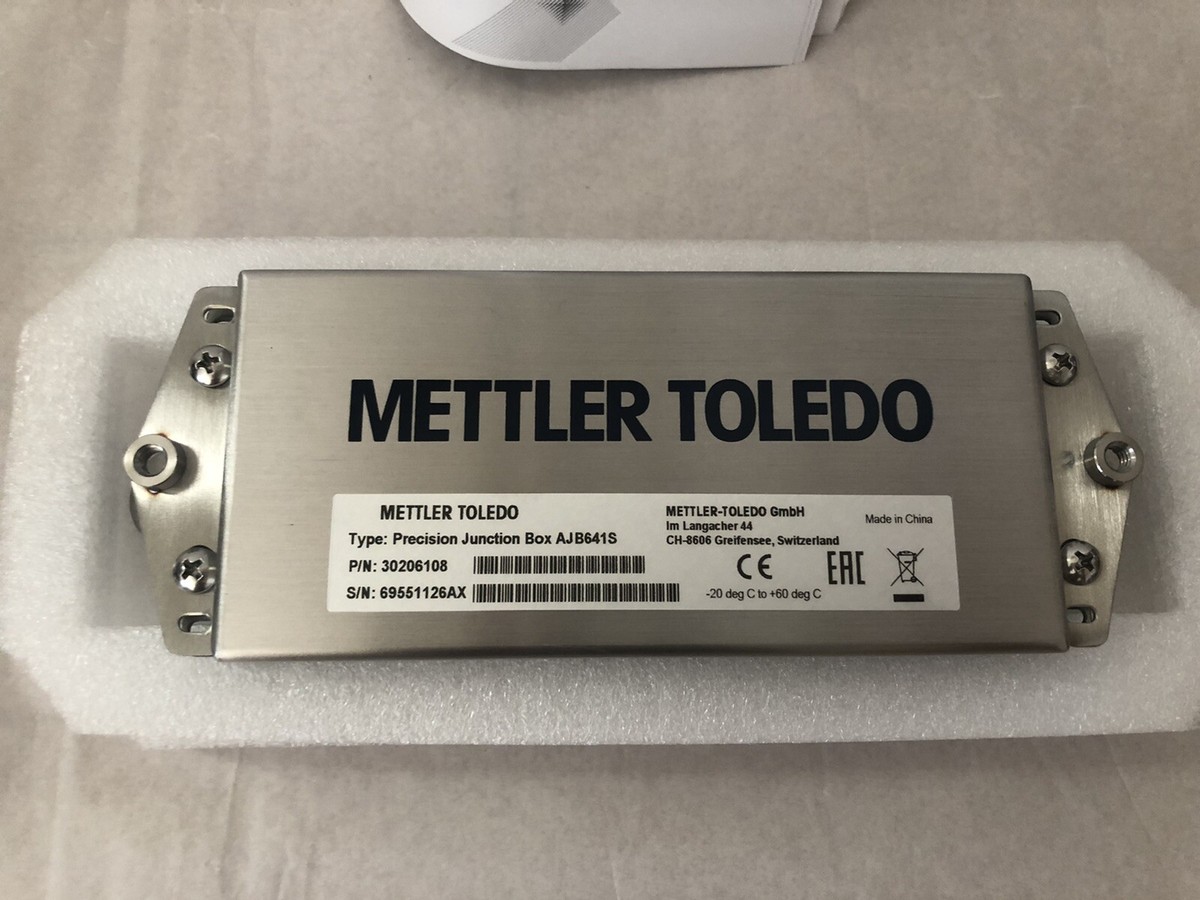 METTLER TOLEDO
METTLER TOLEDO
Type: Precision Junction Box AJB641S
P/N: 30206108
S/N: 69551126AX
METTLER-TOLEDO GmbH
Im Langacher 44
CH-8606 Greifensee, Switzerland
Made in China
CE EAC
-20 deg C to +60 deg C